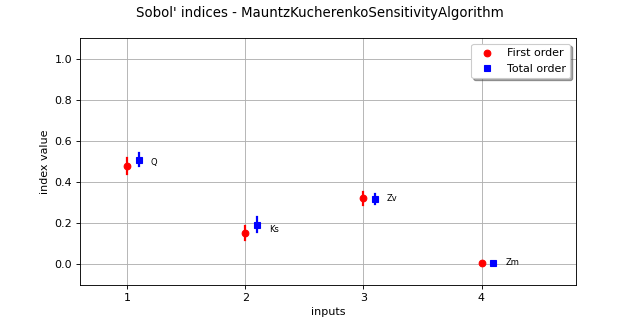 Sobol' indices - MauntzKucherenkoSensitivityAlgorithm
First order
Total order
1.0
0.8
0.6
0.4
0.2
0.0
index value
Q
Ks
Zv
Zm
1 2 3 4
inputs